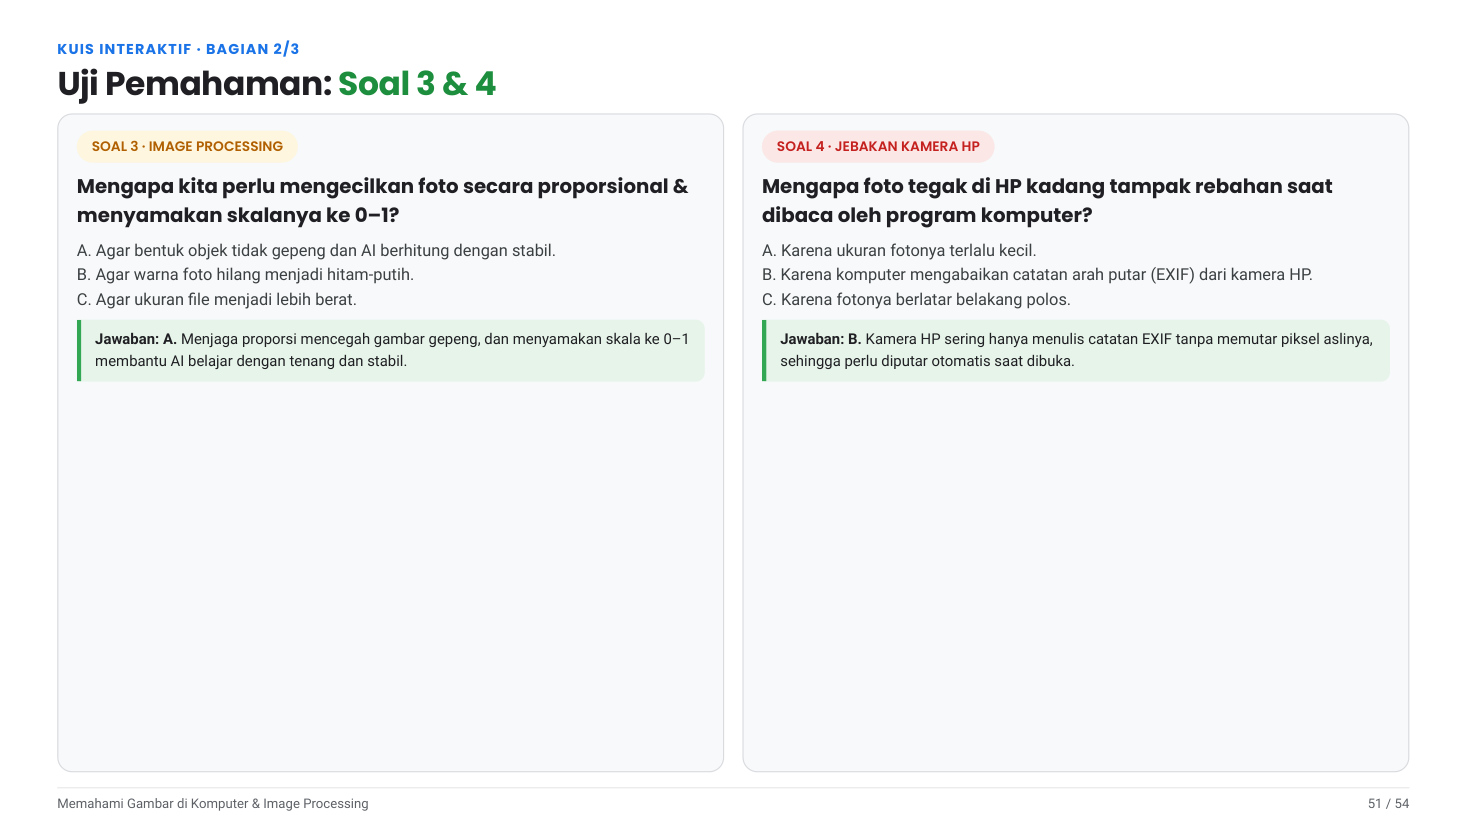 KUIS INTERAKTIF · BAGIAN 2/3
Uji Pemahaman: Soal 3 & 4
SOAL 3 · IMAGE PROCESSING
Mengapa kita perlu mengecilkan foto secara proporsional &
menyamakan skalanya ke 0–1?
A. Agar bentuk objek tidak gepeng dan AI berhitung dengan stabil.
B. Agar warna foto hilang menjadi hitam-putih.
C. Agar ukuran file menjadi lebih berat.
Jawaban: A. Menjaga proporsi mencegah gambar gepeng, dan menyamakan skala ke 0–1
membantu AI belajar dengan tenang dan stabil.
SOAL 4 · JEBAKAN KAMERA HP
Mengapa foto tegak di HP kadang tampak rebahan saat
dibaca oleh program komputer?
A. Karena ukuran fotonya terlalu kecil.
B. Karena komputer mengabaikan catatan arah putar (EXIF) dari kamera HP.
C. Karena fotonya berlatar belakang polos.
Jawaban: B. Kamera HP sering hanya menulis catatan EXIF tanpa memutar piksel aslinya,
sehingga perlu diputar otomatis saat dibuka.
Memahami Gambar di Komputer & Image Processing
51 / 54